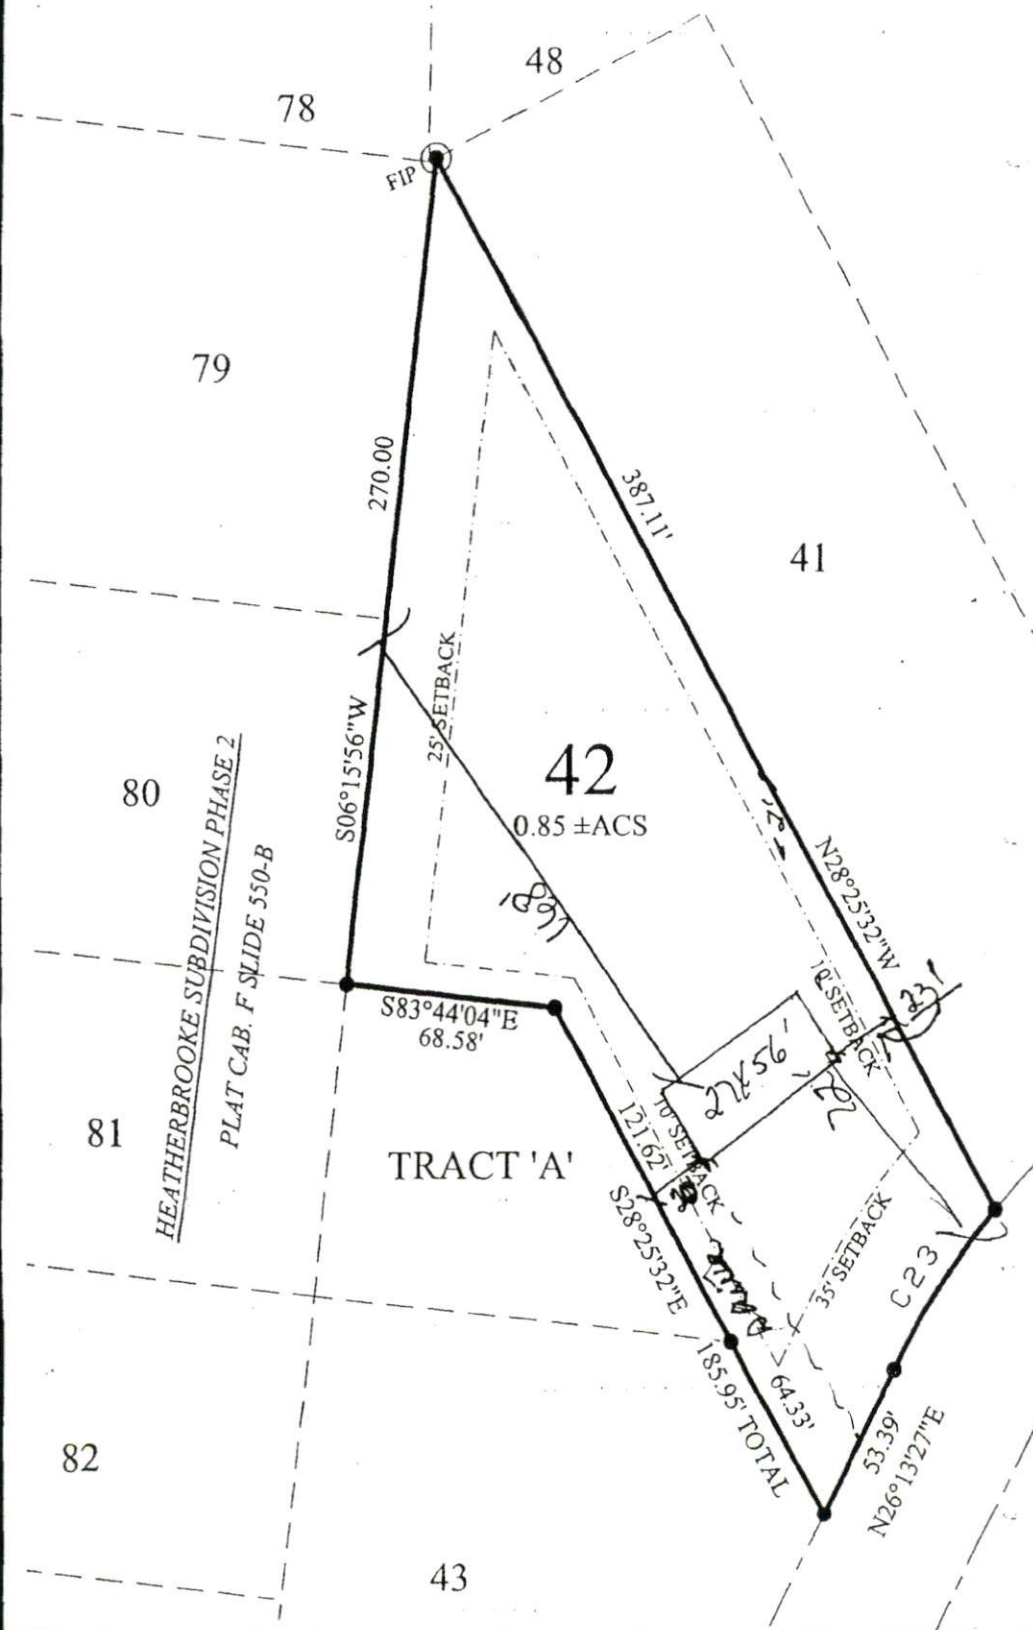 48
78
FIP
79
270.00
387.11'
41
25' SETBACK
42
0.85 ±ACS
S06°15'56"W
80
HEATHERBROOKE SUBDIVISION PHASE 2
PLAT CAB. F SLIDE 550-B
N28°25'32"W
10' SETBACK
23'
S83°44'04"E
68.58'
27X56'
10' SETBACK
121.62'
81
TRACT 'A'
S28°25'32"E
35' SETBACK
C23
64.33'
185.95' TOTAL
53.39'
N26°13'27"E
82
43